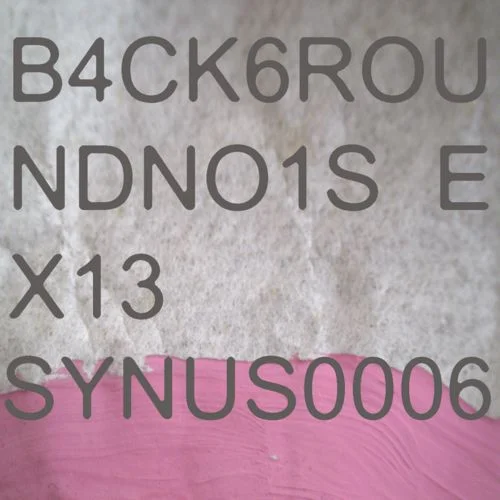 B4CK6ROU
NDNO1S E
X13
SYNUS0006